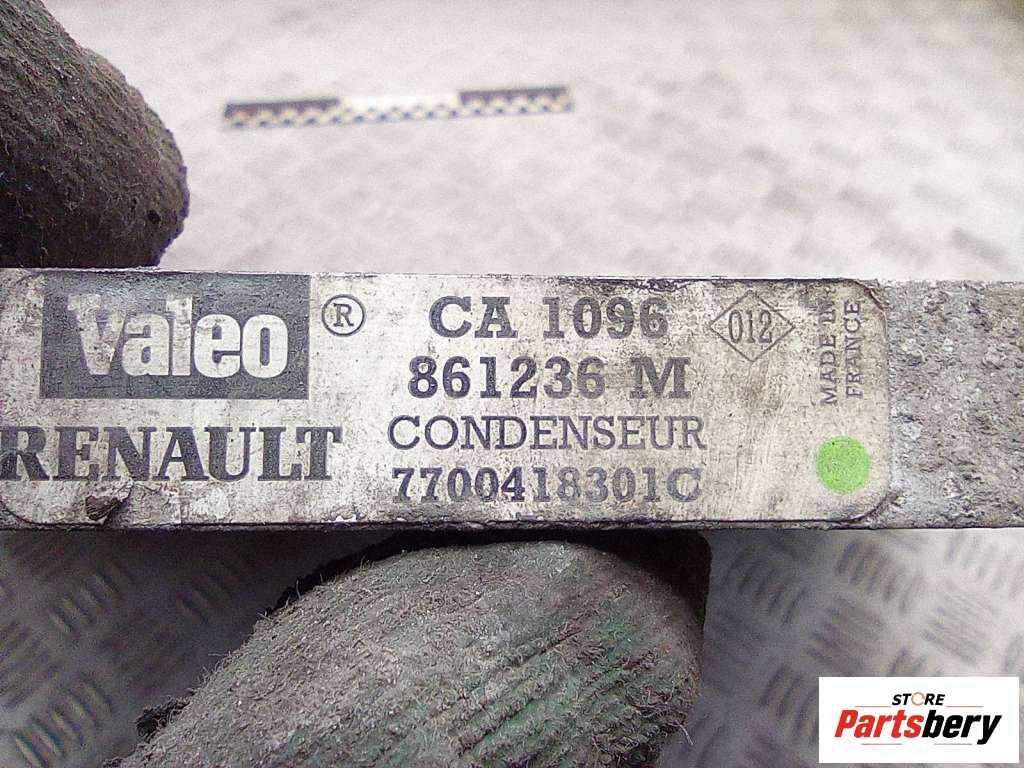 Valeo ®
RENAULT
CA 1096
861236 M
CONDENSEUR
7700418301C
012
MADE IN
FRANCE
STORE
Partsbery